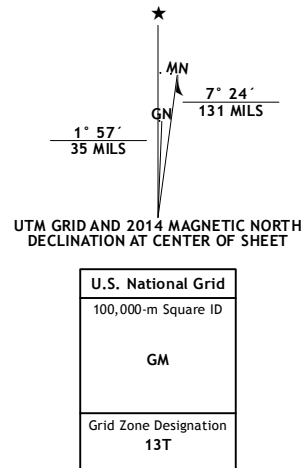 ★
MN
7° 24´
131 MILS
GN
1° 57´
35 MILS
UTM GRID AND 2014 MAGNETIC NORTH
DECLINATION AT CENTER OF SHEET
U.S. National Grid
100,000-m Square ID
GM
Grid Zone Designation
13T